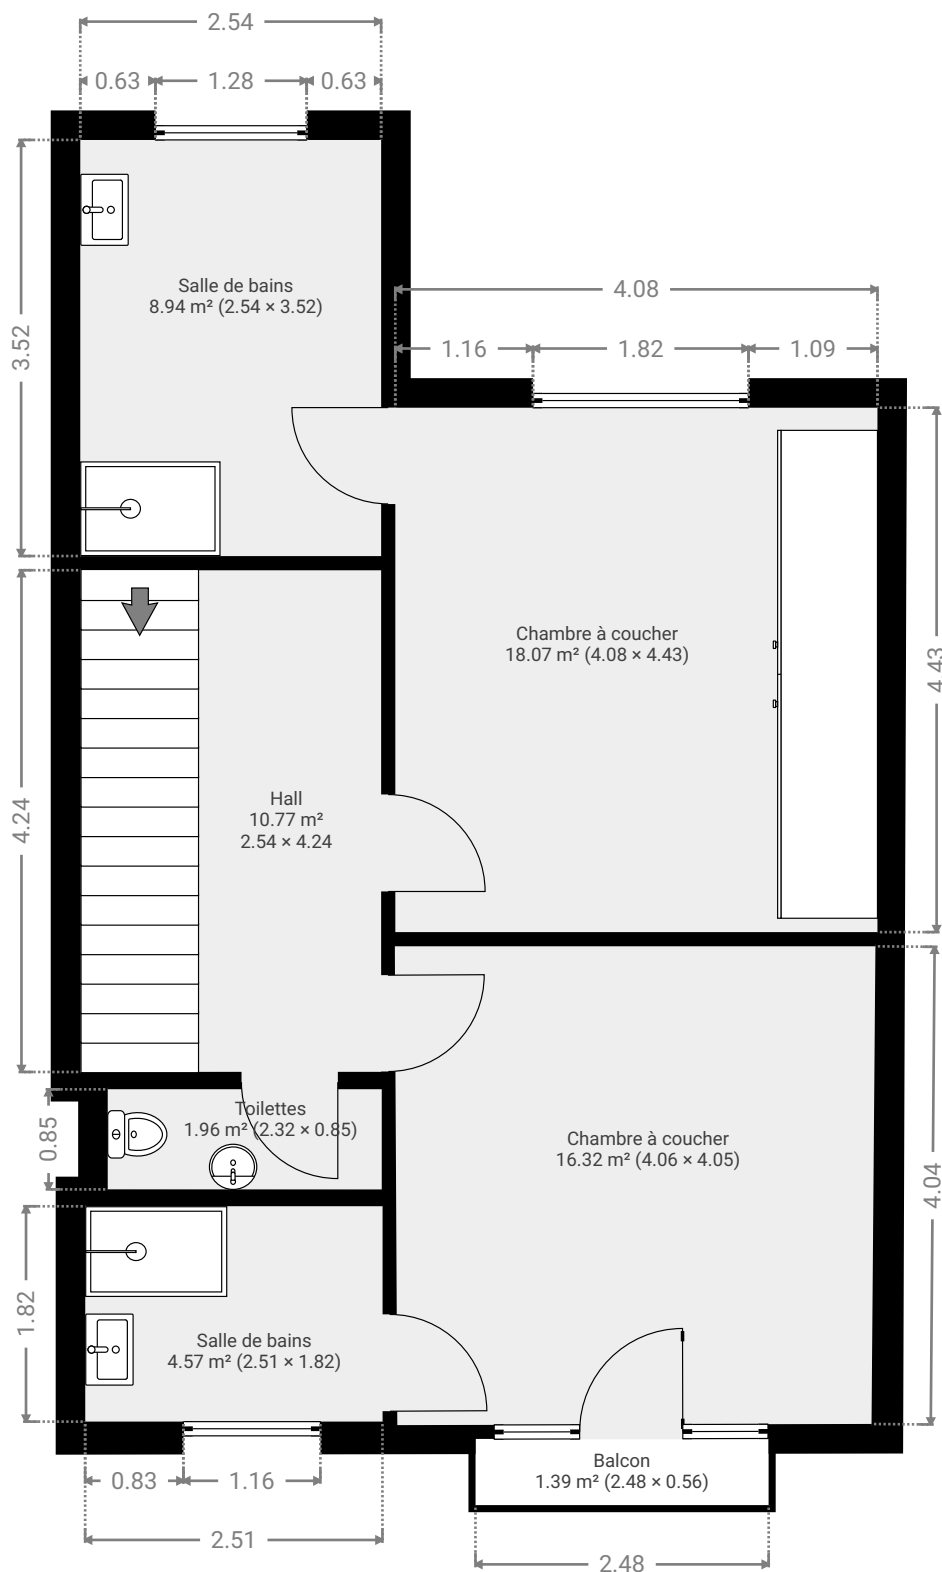 2.54
0.63
1.28
0.63
Salle de bains
8.94 m² (2.54 × 3.52)
3.52
4.08
1.16
1.82
1.09
Chambre à coucher
18.07 m² (4.08 × 4.43)
4.43
Hall
10.77 m²
2.54 × 4.24
4.24
Toilettes
1.96 m² (2.32 × 0.85)
0.85
Chambre à coucher
16.32 m² (4.06 × 4.05)
4.04
Salle de bains
4.57 m² (2.51 × 1.82)
1.82
Balcon
1.39 m² (2.48 × 0.56)
0.83
1.16
2.51
2.48